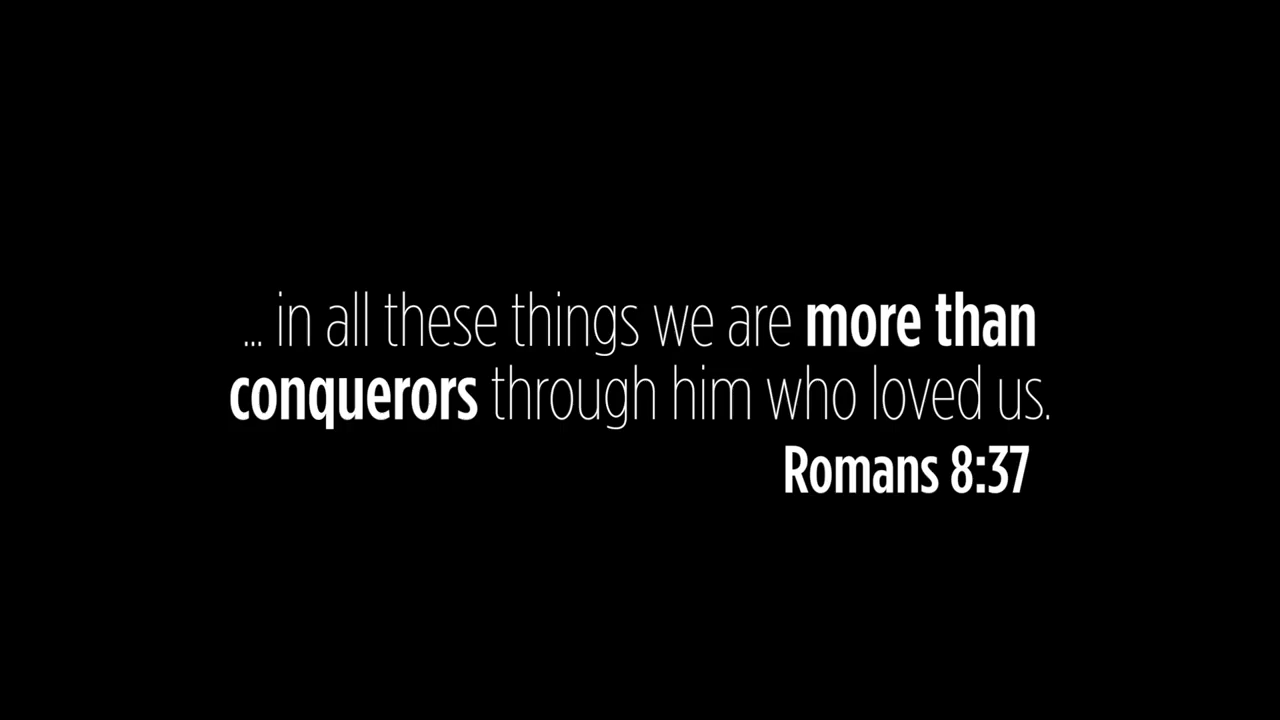 ... in all these things we are more than
conquerors through him who loved us.
Romans 8:37